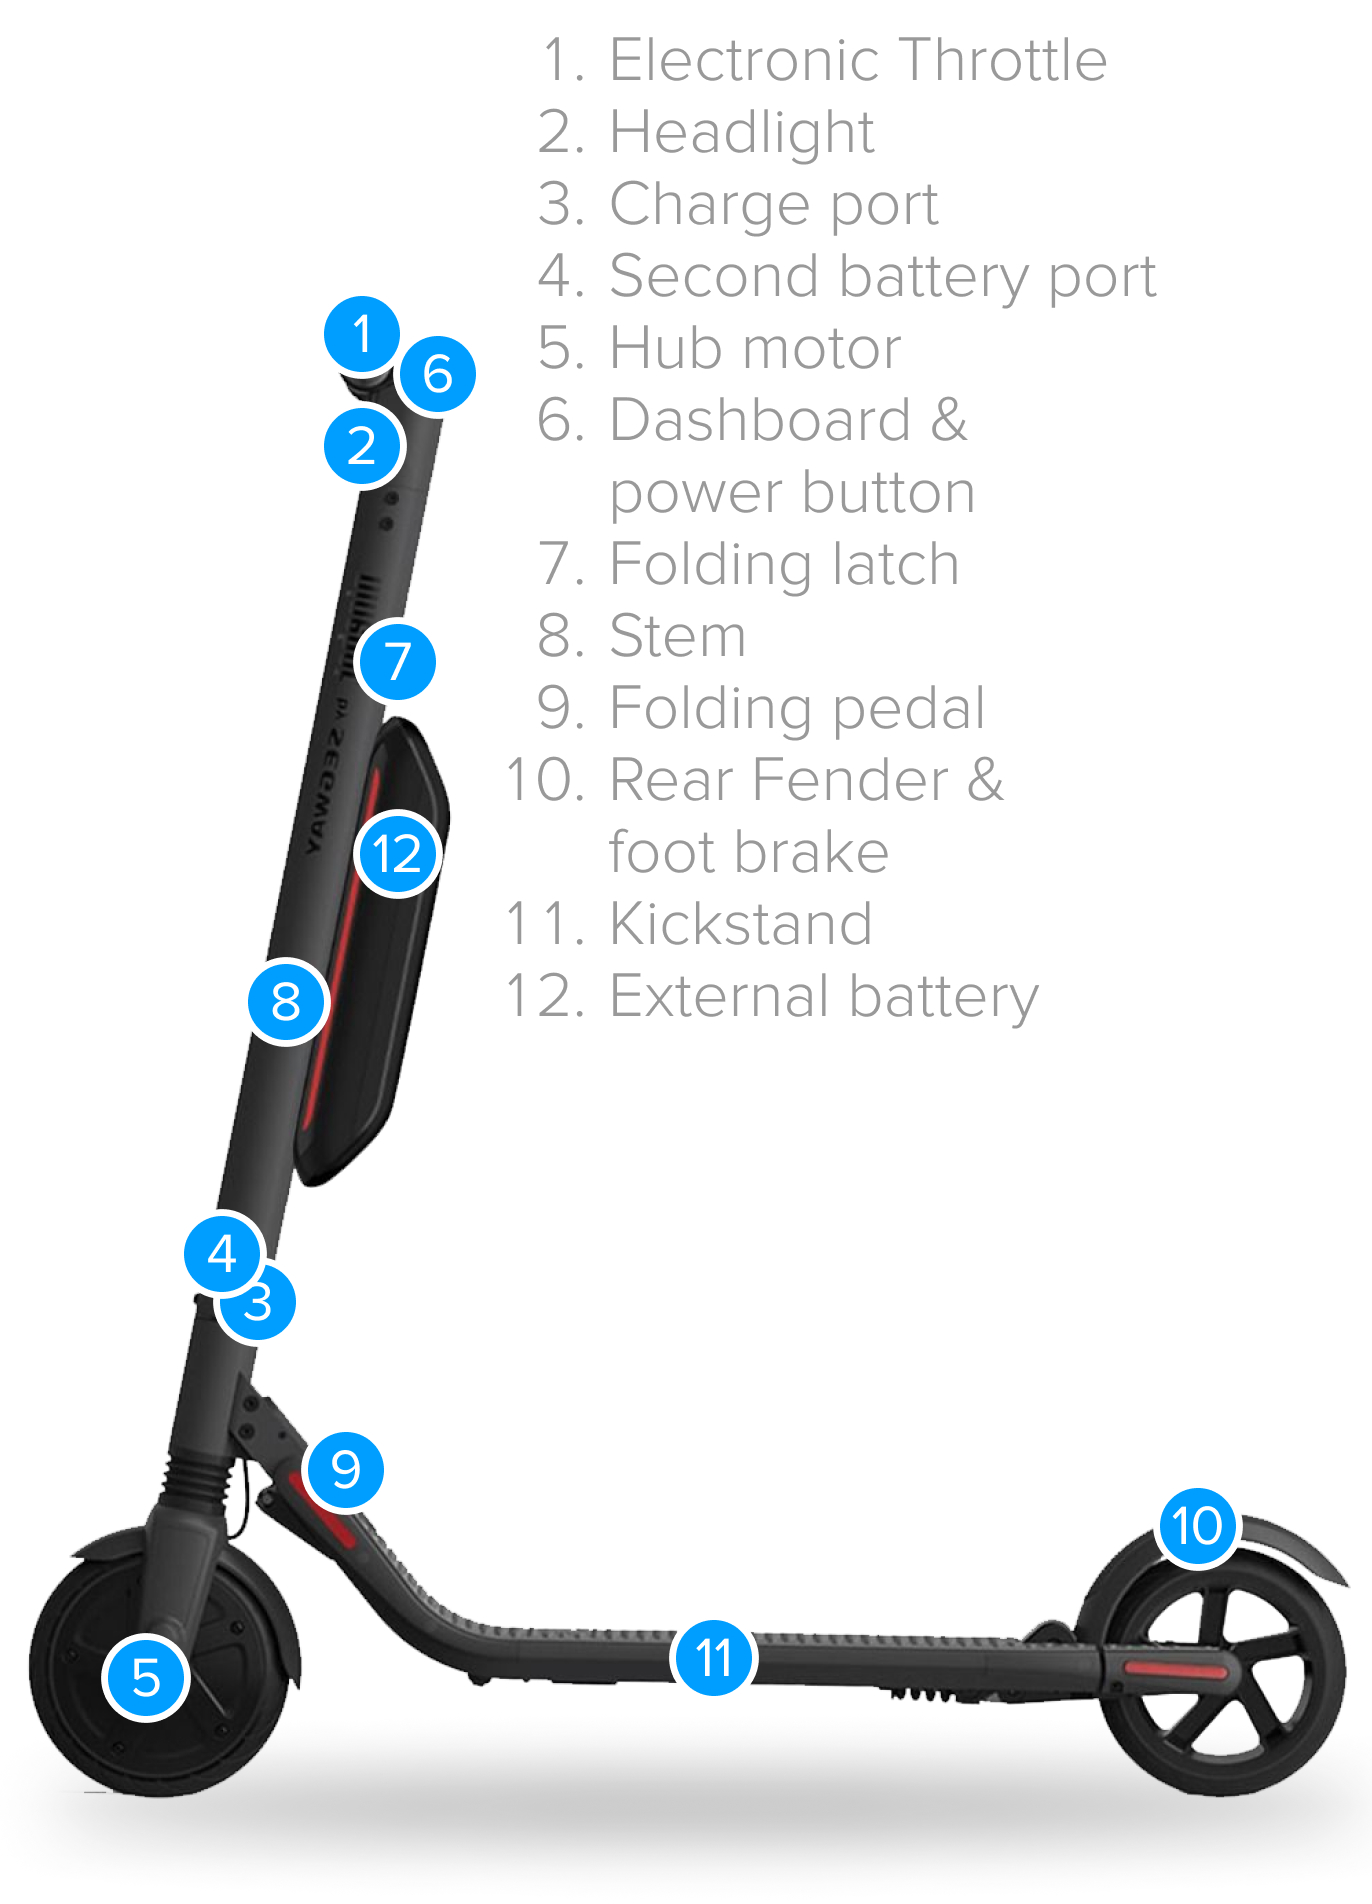 1. Electronic Throttle
2. Headlight
3. Charge port
4. Second battery port
5. Hub motor
6. Dashboard &
power button
7. Folding latch
8. Stem
9. Folding pedal
10. Rear Fender &
foot brake
11. Kickstand
12. External battery
1
6
2
7
by SEGWAY
12
8
4
3
9
10
11
5